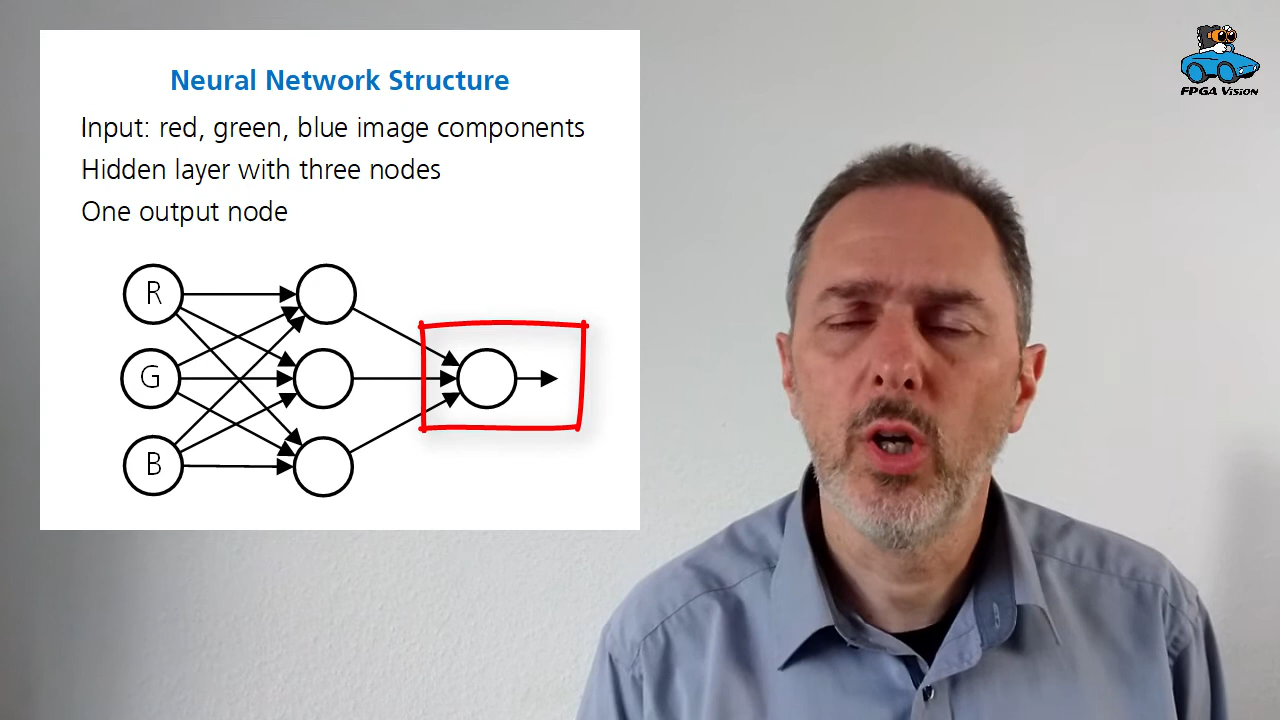 Neural Network Structure
Input: red, green, blue image components
Hidden layer with three nodes
One output node
R
G
B
FPGA Vision